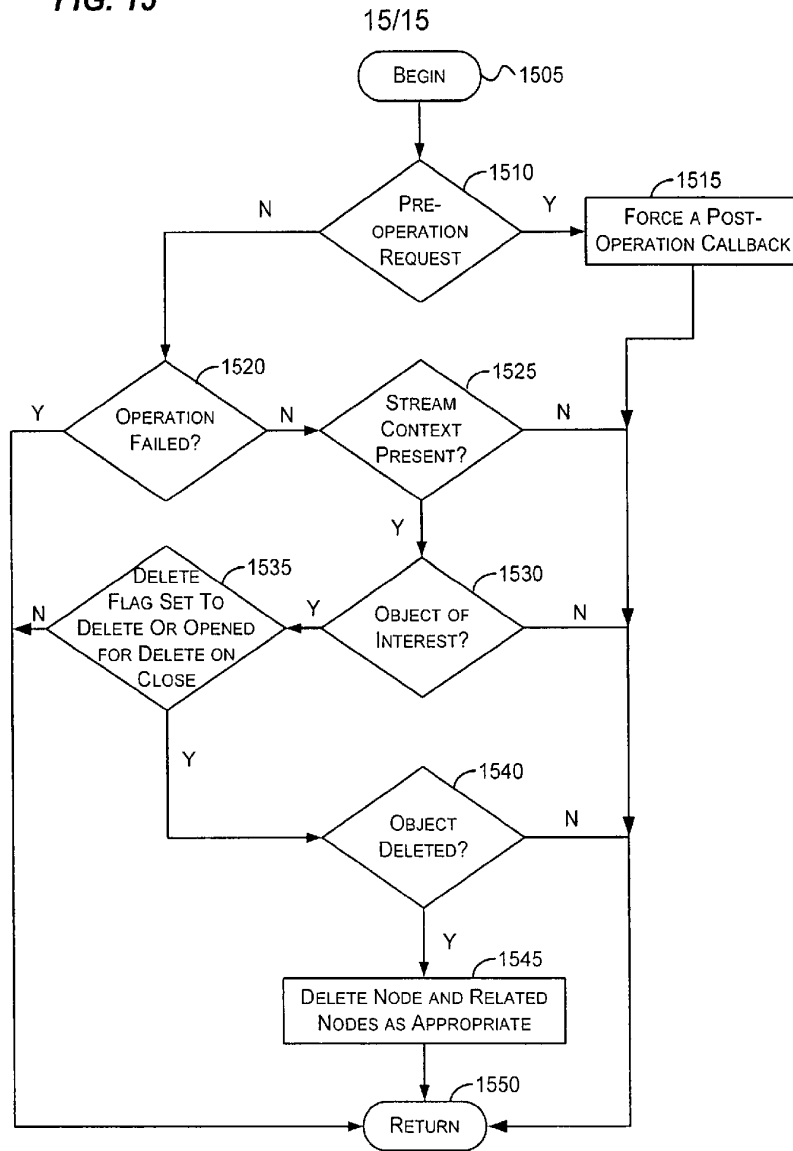 FIG. 15
15/15
BEGIN
1505
1510
PRE-
OPERATION
REQUEST
N
Y
1515
FORCE A POST-
OPERATION CALLBACK
1520
OPERATION
FAILED?
Y
N
1525
STREAM
CONTEXT
PRESENT?
N
Y
1535
DELETE
FLAG SET TO
DELETE OR OPENED
FOR DELETE ON
CLOSE
N
Y
1530
OBJECT OF
INTEREST?
N
Y
1540
OBJECT
DELETED?
N
Y
1545
DELETE NODE AND RELATED
NODES AS APPROPRIATE
1550
RETURN